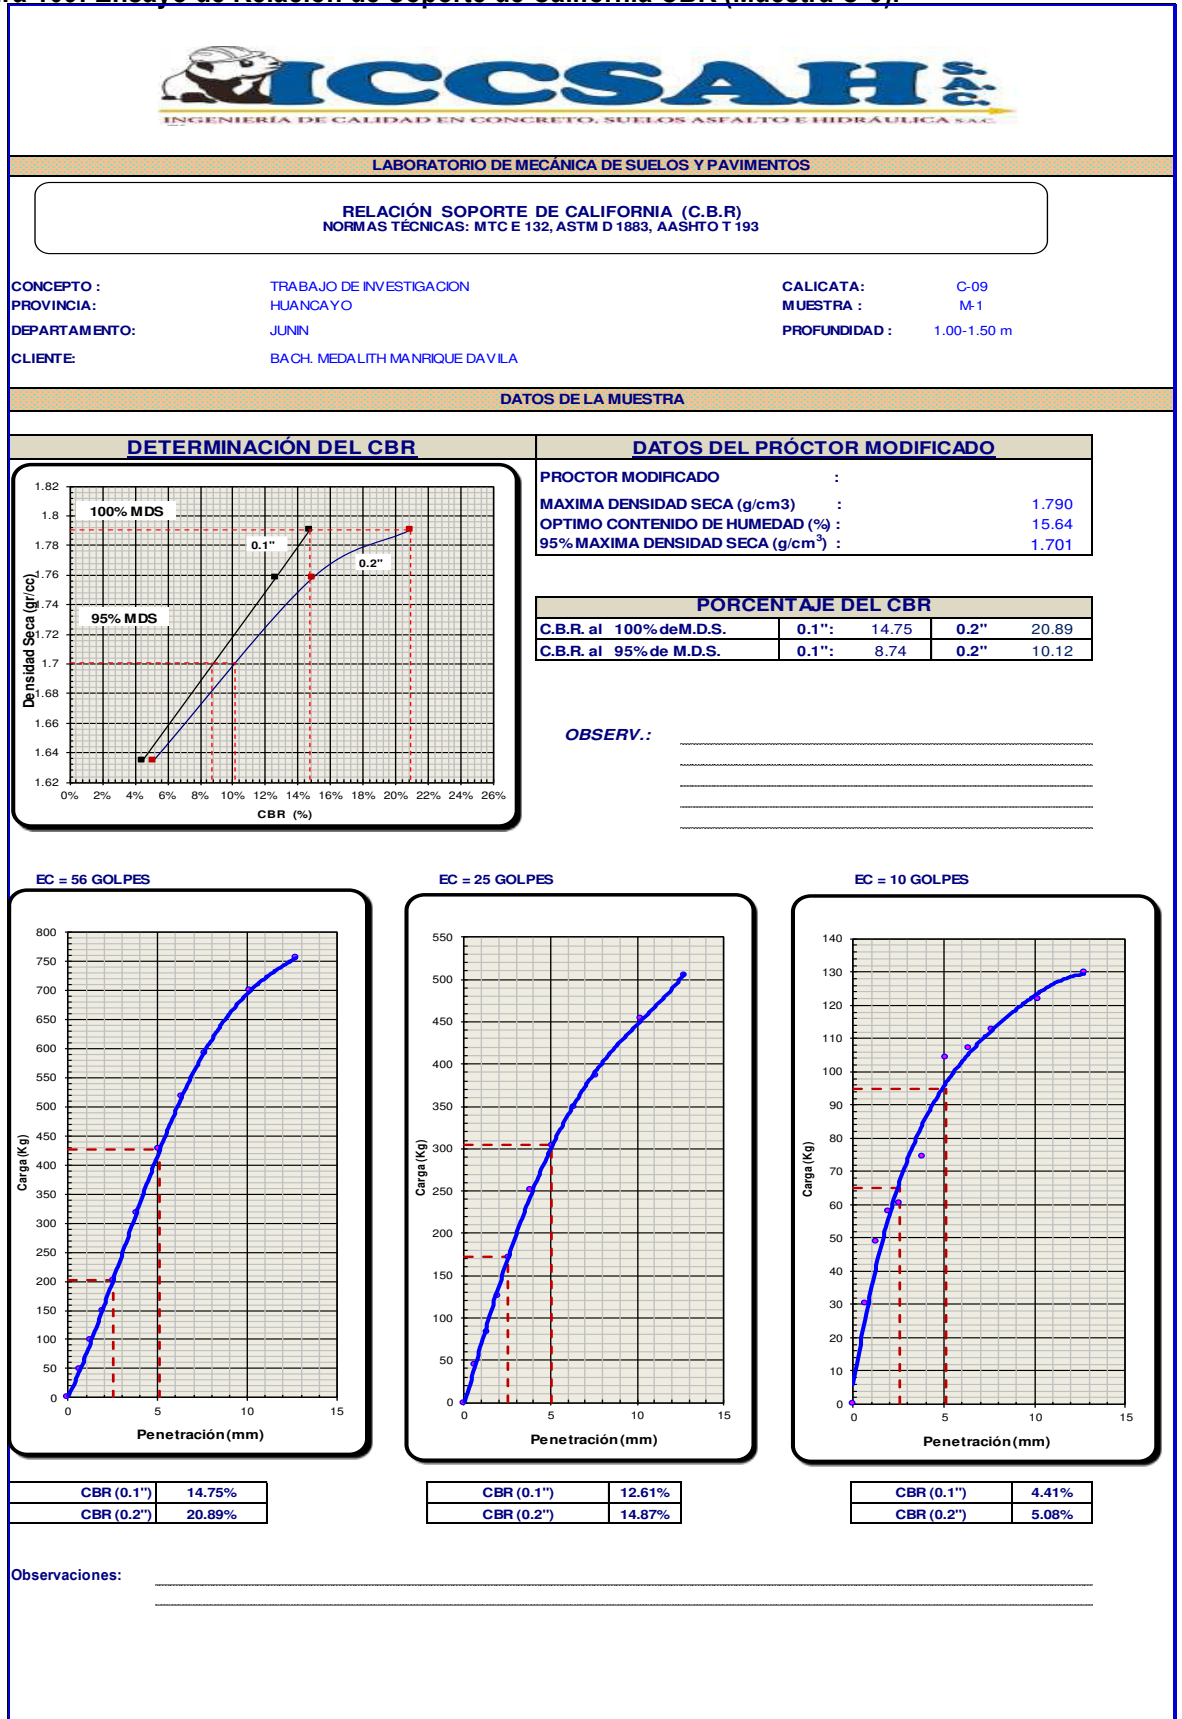 ICCSAH S.A.C.
INGENIERÍA DE CALIDAD EN CONCRETO, SUELOS ASFALTO E HIDRÁULICA S.A.C.
LABORATORIO DE MECÁNICA DE SUELOS Y PAVIMENTOS
RELACIÓN SOPORTE DE CALIFORNIA (C.B.R)
NORMAS TÉCNICAS: MTC E 132, ASTM D 1883, AASHTO T 193
CONCEPTO : TRABAJO DE INVESTIGACION CALICATA: C-09
PROVINCIA: HUANCAYO MUESTRA : M-1
DEPARTAMENTO: JUNIN PROFUNDIDAD : 1.00-1.50 m
CLIENTE: BACH. MEDALITH MANRIQUE DAVILA
DATOS DE LA MUESTRA
DETERMINACIÓN DEL CBR
1.82
1.8
1.78
1.76
1.74
1.72
1.7
1.68
1.66
1.64
1.62
Densidad Seca (gr/cc)
100% MDS
0.1"
0.2"
95% MDS
0% 2% 4% 6% 8% 10% 12% 14% 16% 18% 20% 22% 24% 26%
CBR (%)
DATOS DEL PRÓCTOR MODIFICADO
PROCTOR MODIFICADO :
MAXIMA DENSIDAD SECA (g/cm3) : 1.790
OPTIMO CONTENIDO DE HUMEDAD (%) : 15.64
95% MAXIMA DENSIDAD SECA (g/cm3) : 1.701
PORCENTAJE DEL CBR
C.B.R. al 100% de M.D.S. 0.1": 14.75 0.2" 20.89
C.B.R. al 95% de M.D.S. 0.1": 8.74 0.2" 10.12
OBSERV.:
EC = 56 GOLPES
800
750
700
650
600
550
500
450
400
350
300
250
200
150
100
50
0
Carga (Kg)
0 5 10 15
Penetración (mm)
CBR (0.1") 14.75%
CBR (0.2") 20.89%
EC = 25 GOLPES
550
500
450
400
350
300
250
200
150
100
50
0
Carga (Kg)
0 5 10 15
Penetración (mm)
CBR (0.1") 12.61%
CBR (0.2") 14.87%
EC = 10 GOLPES
140
130
120
110
100
90
80
70
60
50
40
30
20
10
0
Carga (Kg)
0 5 10 15
Penetración (mm)
CBR (0.1") 4.41%
CBR (0.2") 5.08%
Observaciones: